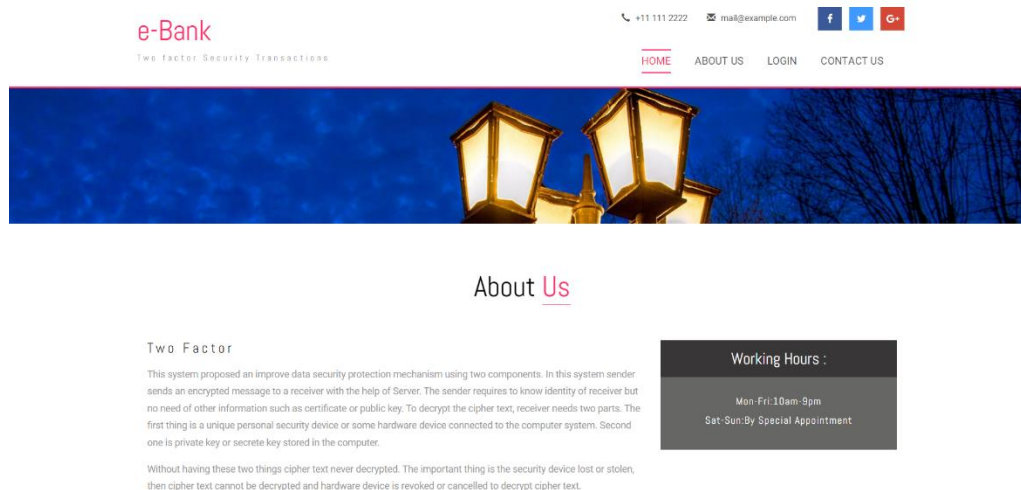 e-Bank
Two factor Security Transactions
+11 111 2222
mail@example.com
f
G+
HOME
ABOUT US
LOGIN
CONTACT US
About Us
Two Factor
This system proposed an improve data security protection mechanism using two components. In this system sender
sends an encrypted message to a receiver with the help of Server. The sender requires to know identity of receiver but
no need of other information such as certificate or public key. To decrypt the cipher text, receiver needs two parts. The
first thing is a unique personal security device or some hardware device connected to the computer system. Second
one is private key or secrete key stored in the computer.
Without having these two things cipher text never decrypted. The important thing is the security device lost or stolen,
then cipher text cannot be decrypted and hardware device is revoked or cancelled to decrypt cipher text.
Working Hours :
Mon-Fri:10am-9pm
Sat-Sun:By Special Appointment